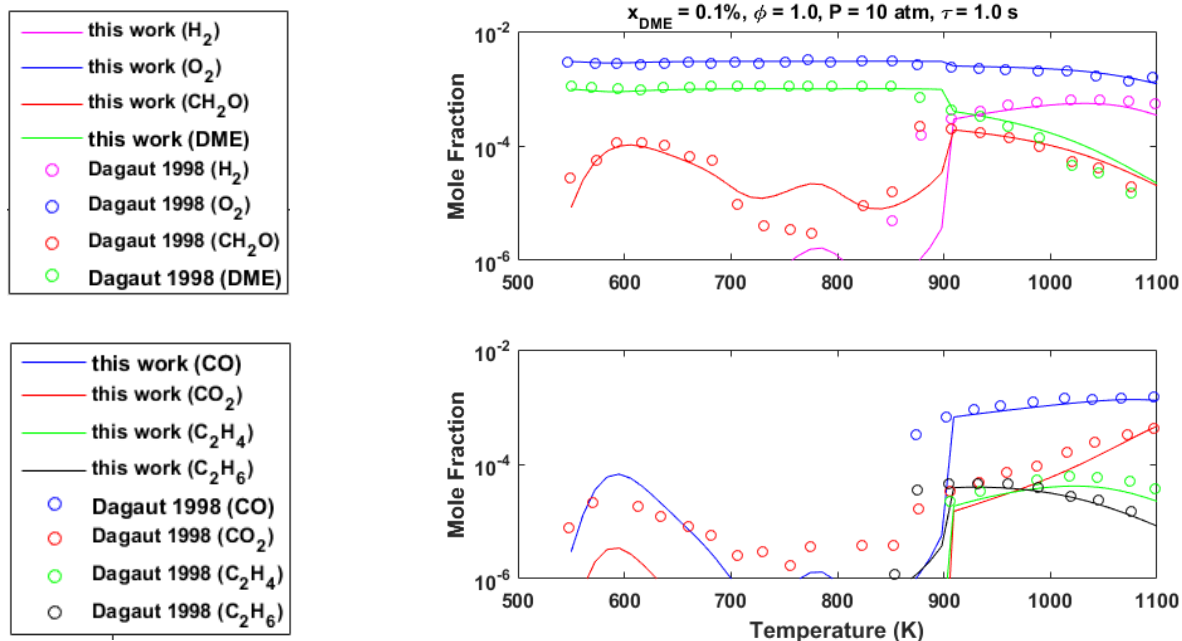 x_DME = 0.1%, ϕ = 1.0, P = 10 atm, τ = 1.0 s
this work (H₂)
this work (O₂)
this work (CH₂O)
this work (DME)
Dagaut 1998 (H₂)
Dagaut 1998 (O₂)
Dagaut 1998 (CH₂O)
Dagaut 1998 (DME)
Mole Fraction
10⁻²
10⁻⁴
10⁻⁶
500 600 700 800 900 1000 1100
this work (CO)
this work (CO₂)
this work (C₂H₄)
this work (C₂H₆)
Dagaut 1998 (CO)
Dagaut 1998 (CO₂)
Dagaut 1998 (C₂H₄)
Dagaut 1998 (C₂H₆)
Mole Fraction
10⁻²
10⁻⁴
10⁻⁶
500 600 700 800 900 1000 1100
Temperature (K)